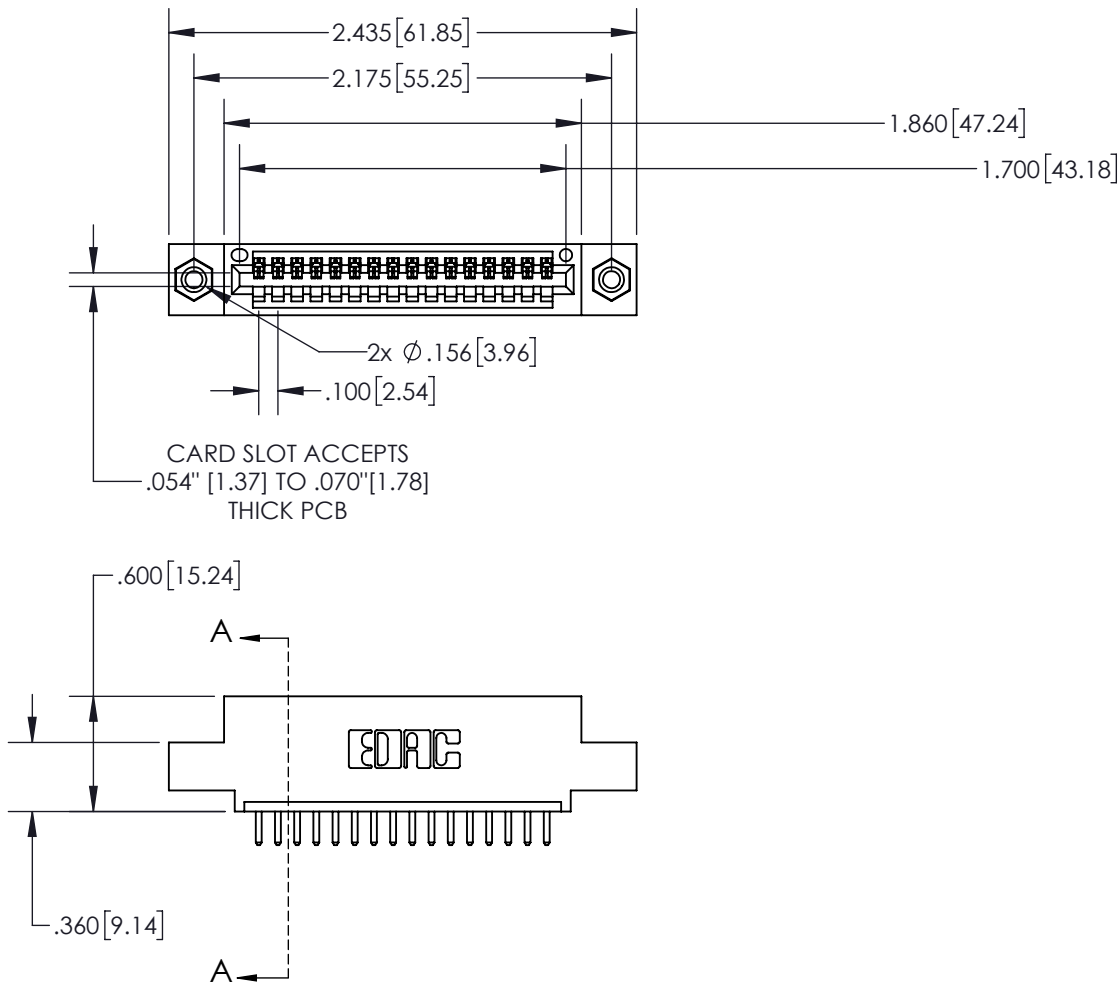 2.435[61.85]
2.175[55.25]
1.860[47.24]
1.700[43.18]
2x ∅.156[3.96]
.100[2.54]
CARD SLOT ACCEPTS
.054" [1.37] TO .070"[1.78]
THICK PCB
.600[15.24]
A
EDAC
.360[9.14]
A